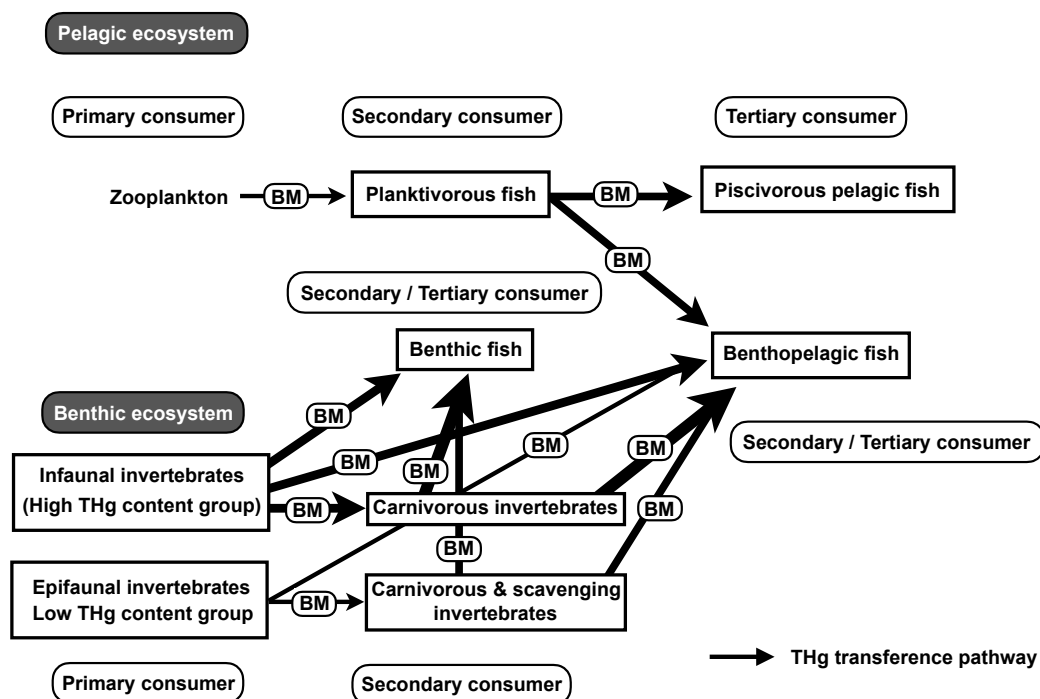 Pelagic ecosystem
Primary consumer
Secondary consumer
Tertiary consumer
Zooplankton
BM
Planktivorous fish
BM
Piscivorous pelagic fish
BM
Secondary / Tertiary consumer
Benthic fish
Benthopelagic fish
Benthic ecosystem
BM
BM
BM
BM
BM
Secondary / Tertiary consumer
Infaunal invertebrates
(High THg content group)
BM
Carnivorous invertebrates
BM
BM
Epifaunal invertebrates
Low THg content group
BM
Carnivorous & scavenging
invertebrates
THg transference pathway
Primary consumer
Secondary consumer